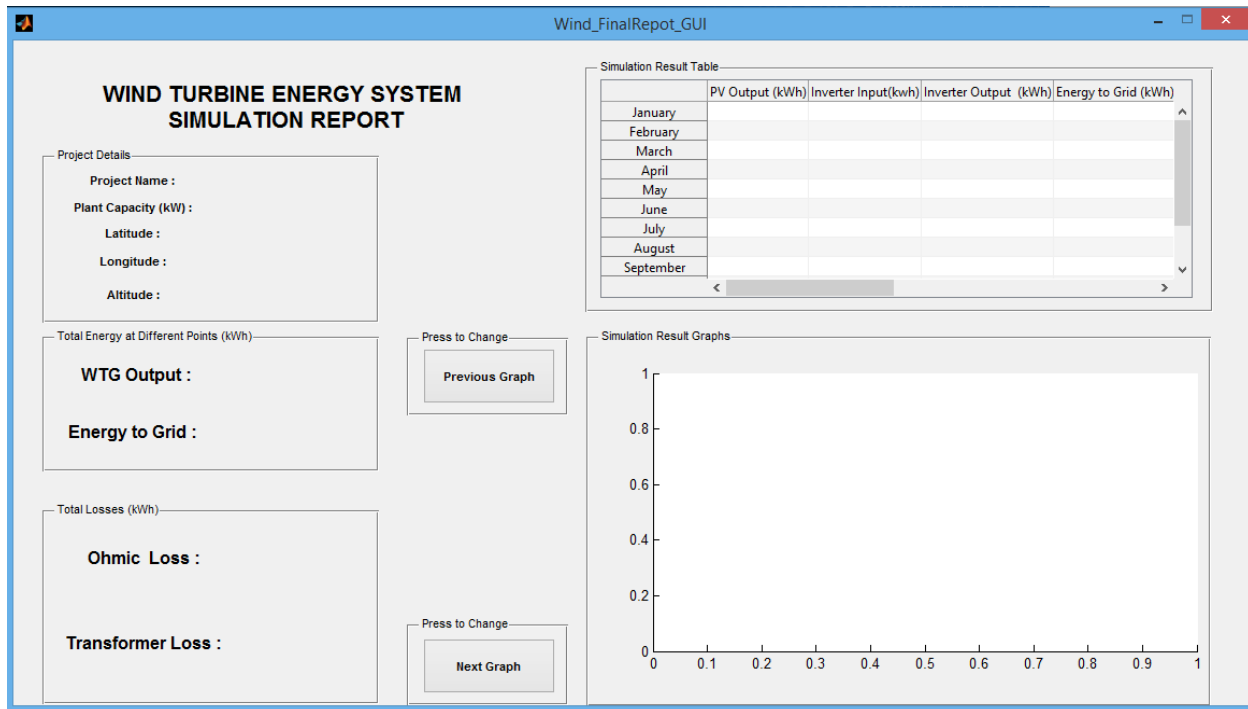 Wind_FinalRepot_GUI
WIND TURBINE ENERGY SYSTEM
SIMULATION REPORT
Project Details
Project Name :
Plant Capacity (kW) :
Latitude :
Longitude :
Altitude :
Total Energy at Different Points (kWh)
WTG Output :
Energy to Grid :
Total Losses (kWh)
Ohmic Loss :
Transformer Loss :
Press to Change
Previous Graph
Press to Change
Next Graph
Simulation Result Table
PV Output (kWh) Inverter Input(kwh) Inverter Output (kWh) Energy to Grid (kWh)
January
February
March
April
May
June
July
August
September
Simulation Result Graphs
1
0.8
0.6
0.4
0.2
0
0 0.1 0.2 0.3 0.4 0.5 0.6 0.7 0.8 0.9 1